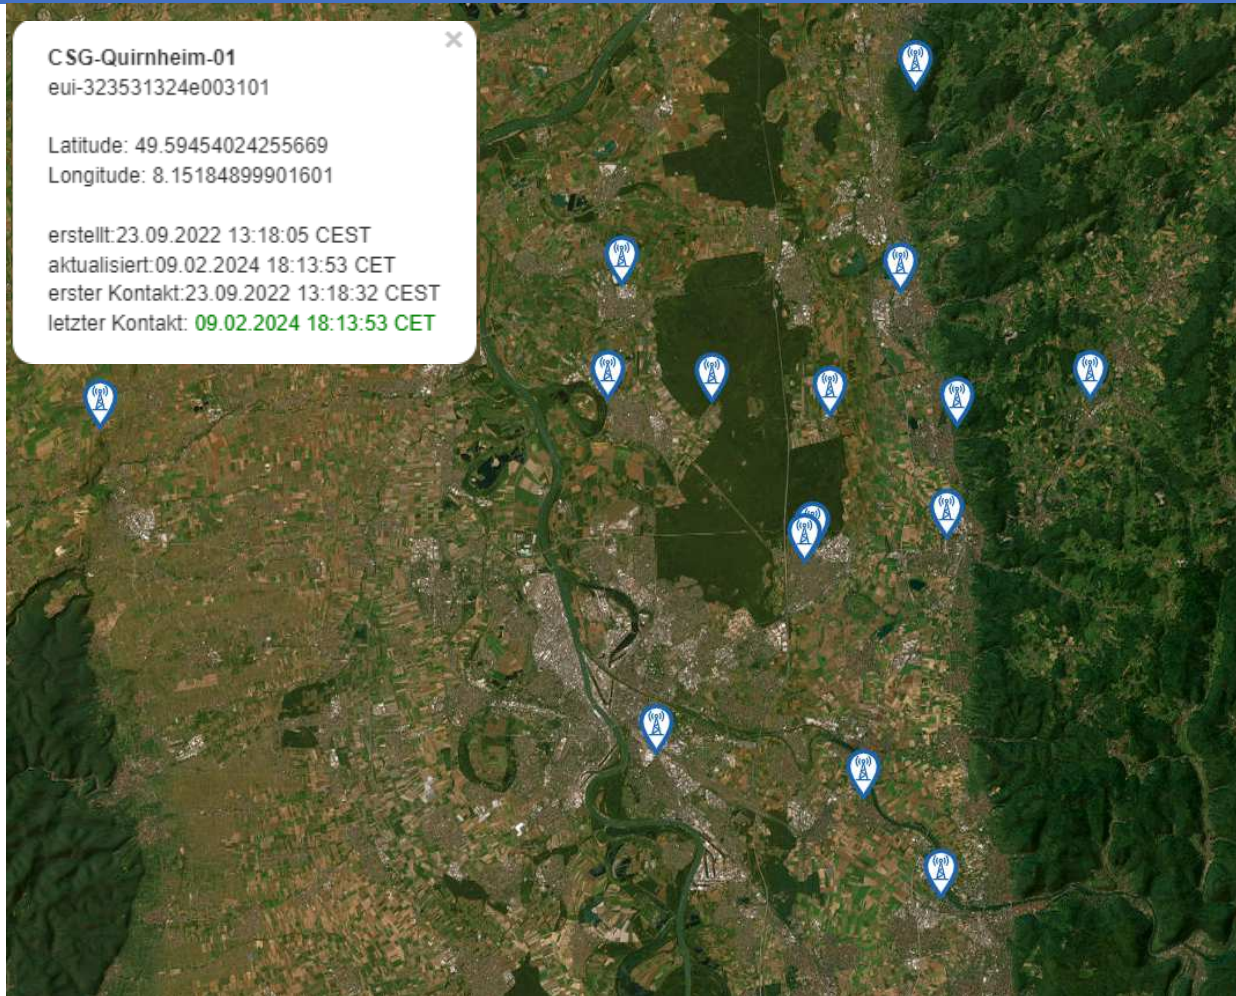 CSG-Quirnheim-01
eui-323531324e003101
Latitude: 49.59454024255669
Longitude: 8.15184899901601
erstellt:23.09.2022 13:18:05 CEST
aktualisiert:09.02.2024 18:13:53 CET
erster Kontakt:23.09.2022 13:18:32 CEST
letzter Kontakt: 09.02.2024 18:13:53 CET